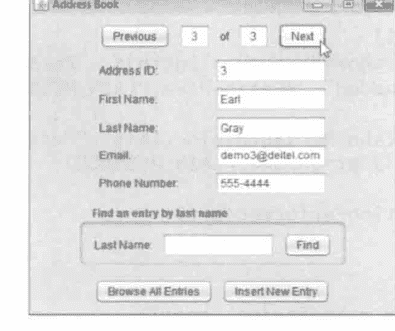 Address Book
Previous 3 of 3 Next
Address ID: 3
First Name: Earl
Last Name: Gray
Email: demo3@deitel.com
Phone Number: 555-4444
Find an entry by last name
Last Name: Find
Browse All Entries Insert New Entry